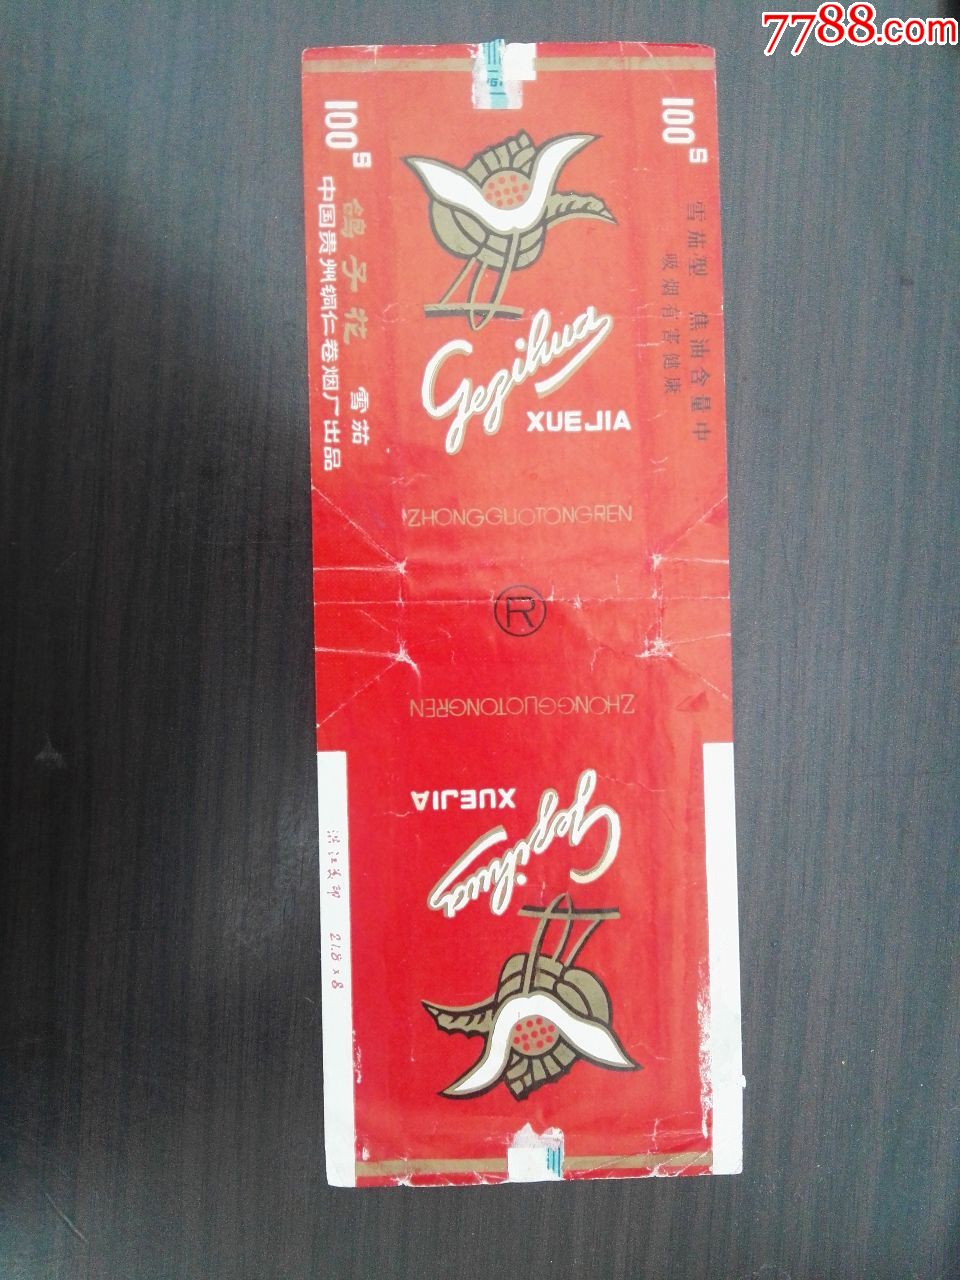 7788.com
100s
鸽子花 雪茄
中国贵州铜仁卷烟厂出品
100s
雪茄型 焦油含量中
吸烟有害健康
Gezihua
XUEJIA
ZHONGGUOTONGREN
R
ZHONGGUOTONGREN
XUEJIA
Gezihua
21.8×8